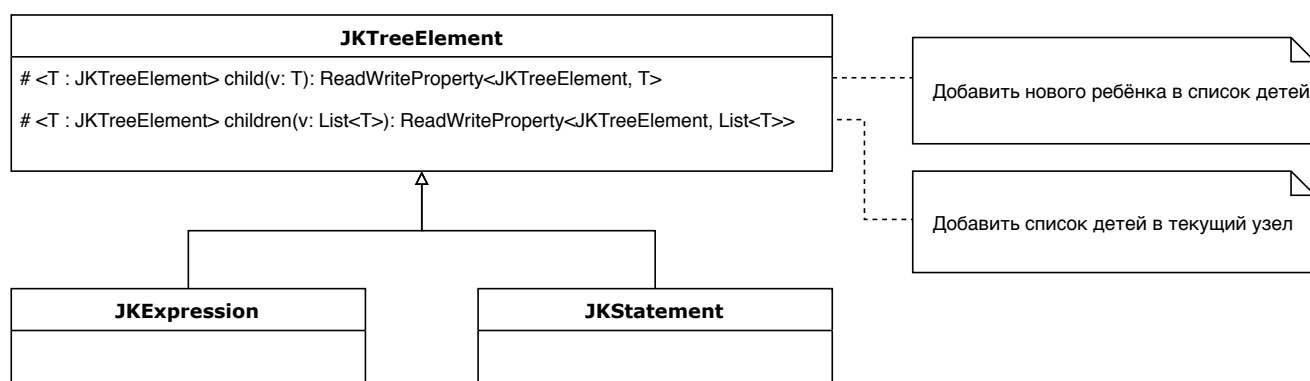 JKTreeElement
# <T : JKTreeElement> child(v: T): ReadWriteProperty<JKTreeElement, T>
# <T : JKTreeElement> children(v: List<T>): ReadWriteProperty<JKTreeElement, List<T>>
Добавить нового ребёнка в список детей
Добавить список детей в текущий узел
JKExpression
JKStatement